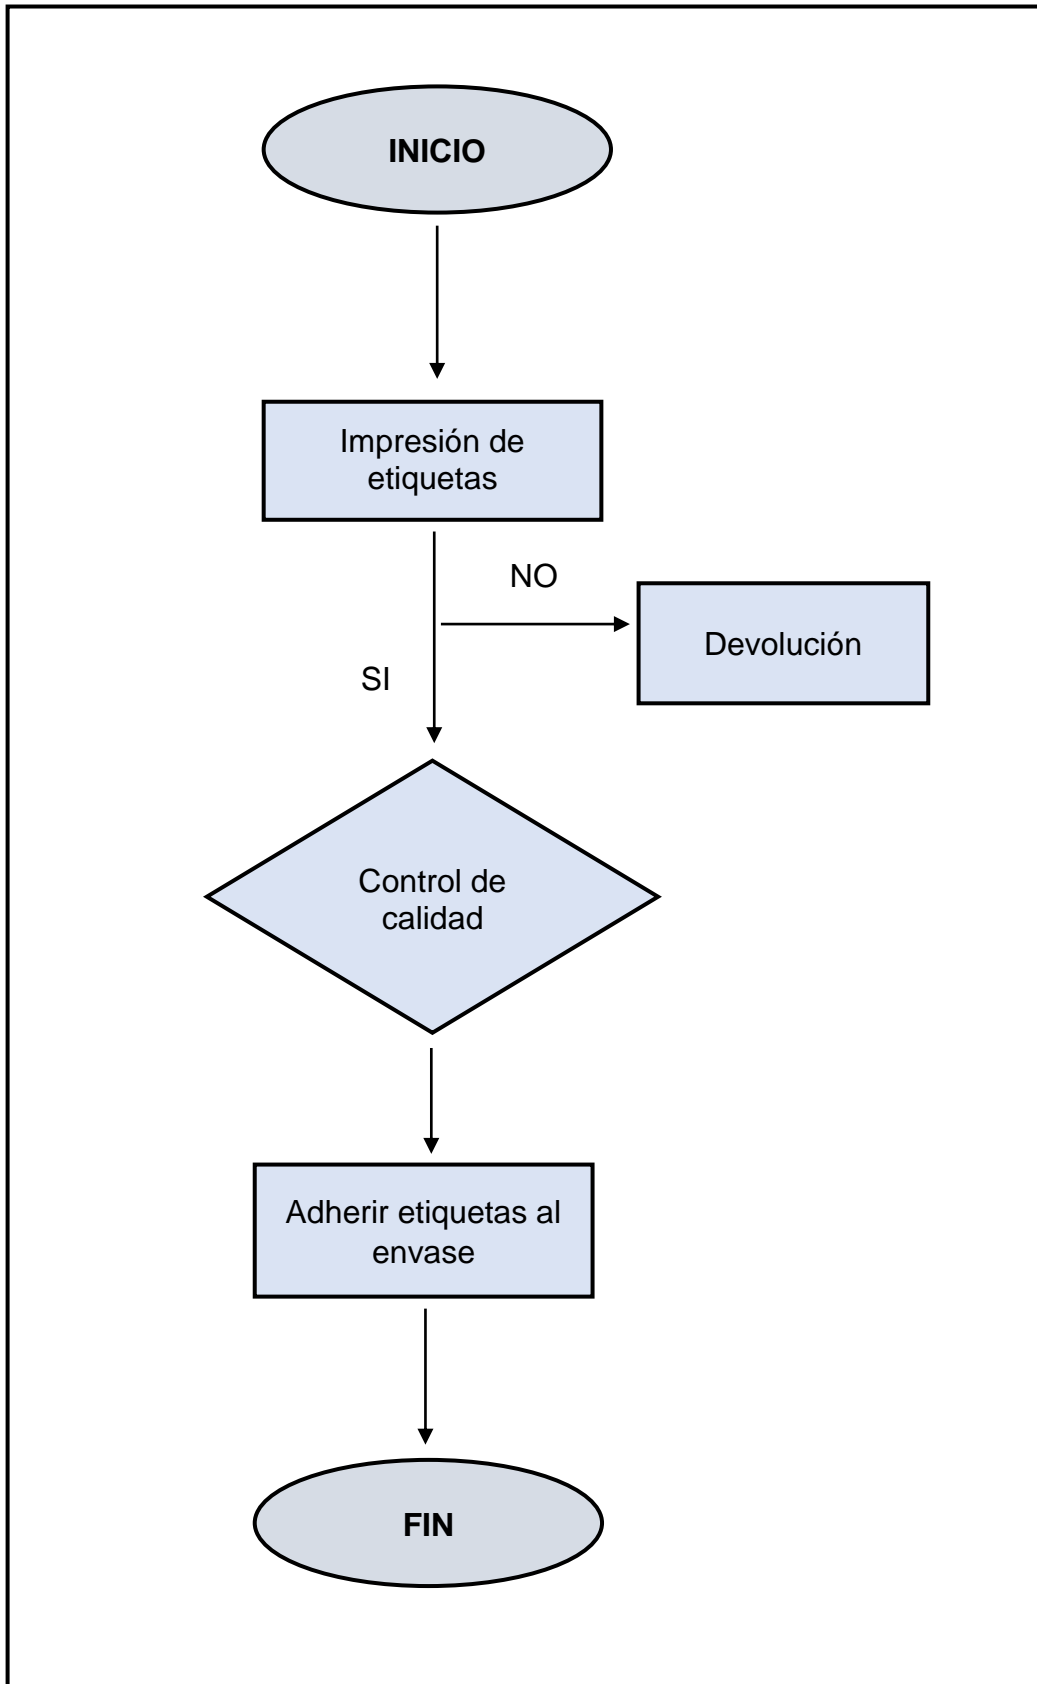 INICIO
Impresión de
etiquetas
NO
Devolución
SI
Control de
calidad
Adherir etiquetas al
envase
FIN